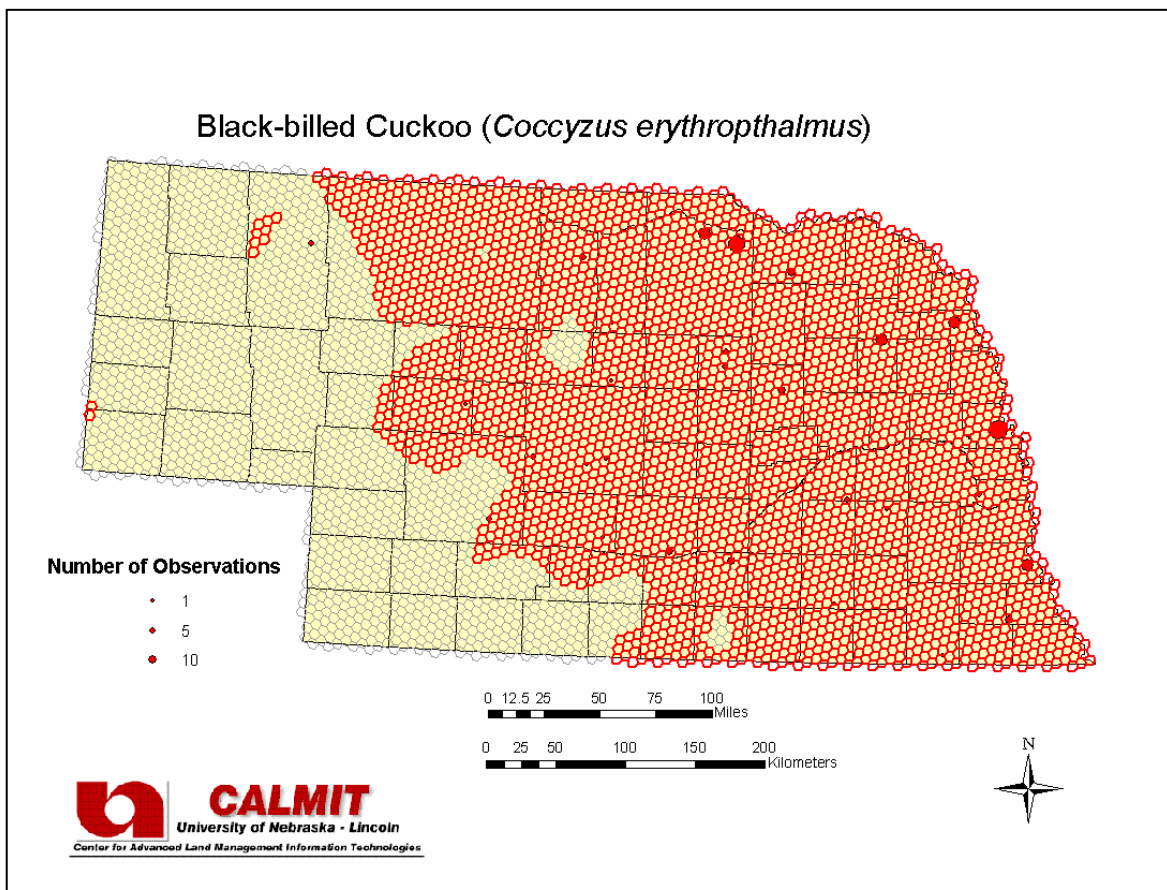 Black-billed Cuckoo (Coccyzus erythropthalmus)
Number of Observations
1
5
10
0 12.5 25 50 75 100
Miles
0 25 50 100 150 200
Kilometers
N
CALMIT
University of Nebraska - Lincoln
Center for Advanced Land Management Information Technologies